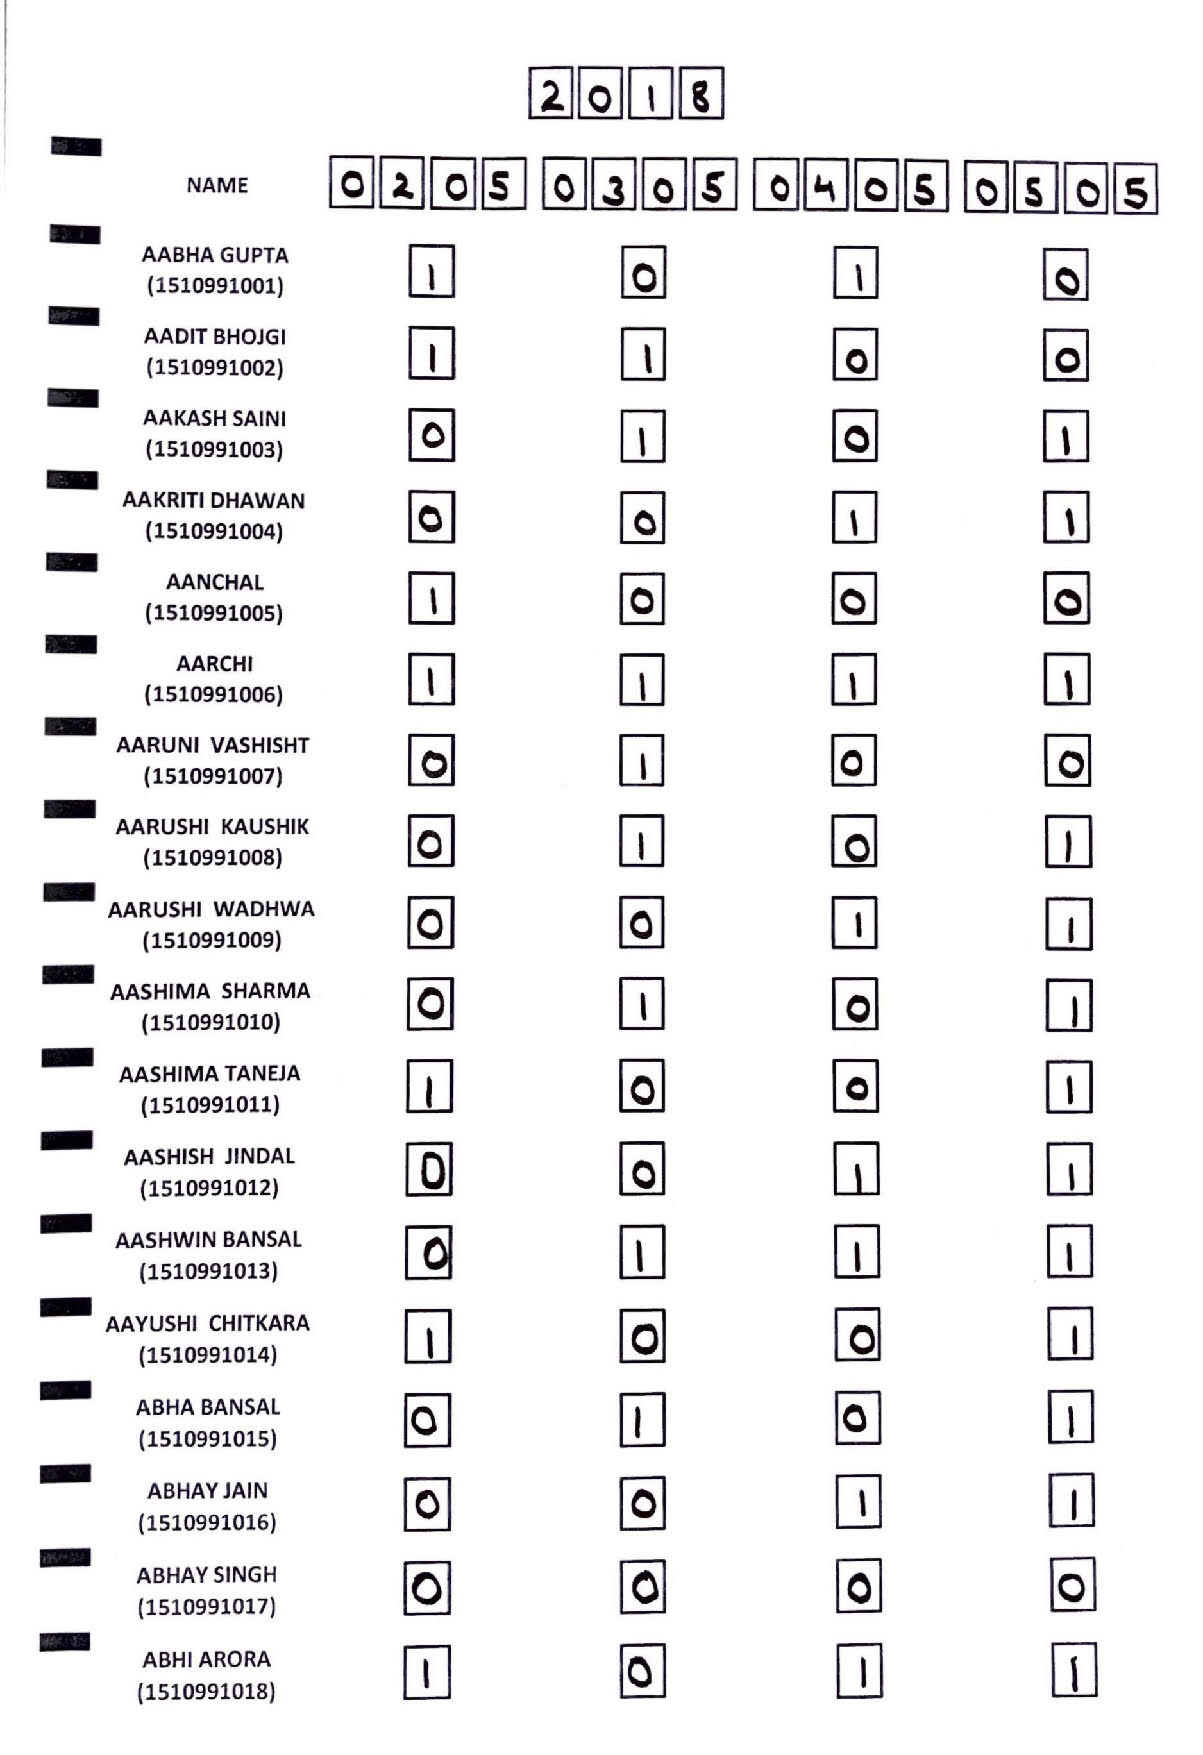 2018
NAME 0205 0305 0405 0505
AABHA GUPTA 1 0 1 0
(1510991001)
AADIT BHOJGI 1 1 0 0
(1510991002)
AAKASH SAINI 0 1 0 1
(1510991003)
AAKRITI DHAWAN 0 0 1 1
(1510991004)
AANCHAL 1 0 0 0
(1510991005)
AARCHI 1 1 1 1
(1510991006)
AARUNI VASHISHT 0 1 0 0
(1510991007)
AARUSHI KAUSHIK 0 1 0 1
(1510991008)
AARUSHI WADHWA 0 0 1 1
(1510991009)
AASHIMA SHARMA 0 1 0 1
(1510991010)
AASHIMA TANEJA 1 0 0 1
(1510991011)
AASHISH JINDAL 0 0 1 1
(1510991012)
AASHWIN BANSAL 0 1 1 1
(1510991013)
AAYUSHI CHITKARA 1 0 0 1
(1510991014)
ABHA BANSAL 0 1 0 1
(1510991015)
ABHAY JAIN 0 0 1 1
(1510991016)
ABHAY SINGH 0 0 0 0
(1510991017)
ABHI ARORA 1 0 1 1
(1510991018)